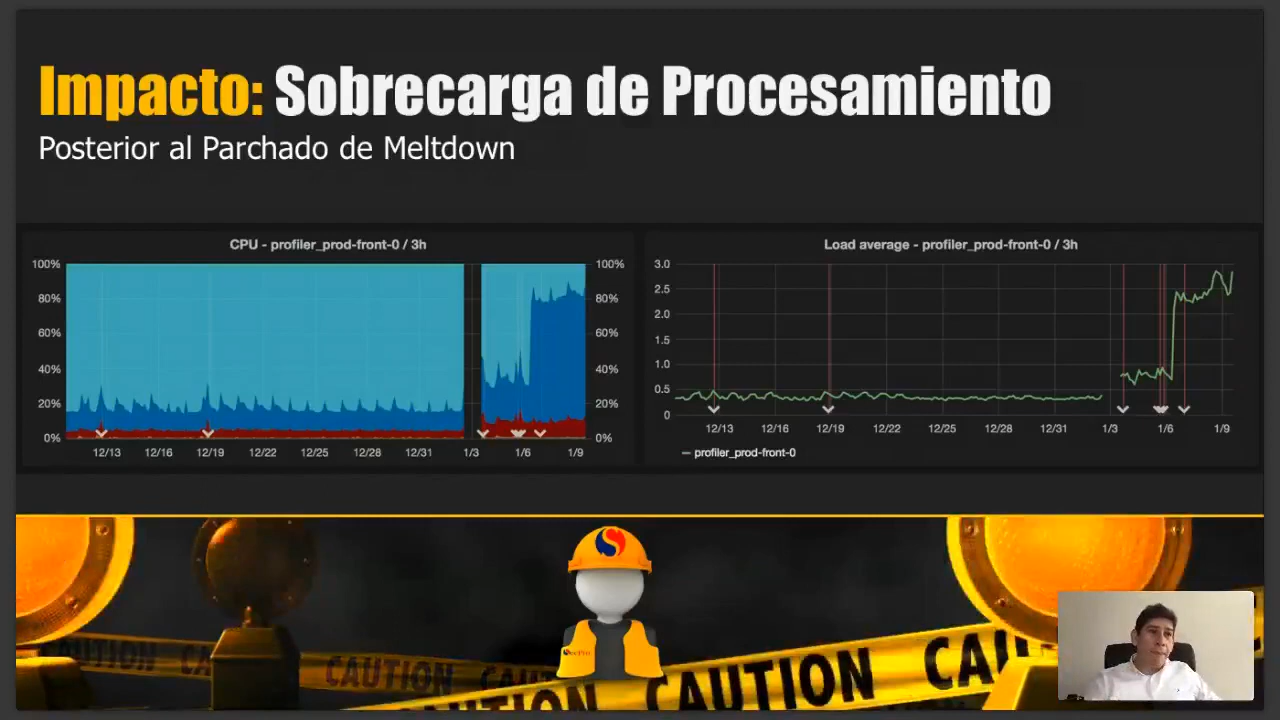 Impacto: Sobrecarga de Procesamiento
Posterior al Parchado de Meltdown
CPU - profiler_prod-front-0 / 3h
100%
80%
60%
40%
20%
0%
100%
80%
60%
40%
20%
0%
12/13 12/16 12/19 12/22 12/25 12/28 12/31 1/3 1/6 1/9
Load average - profiler_prod-front-0 / 3h
3.0
2.5
2.0
1.5
1.0
0.5
0
12/13 12/16 12/19 12/22 12/25 12/28 12/31 1/3 1/6 1/9
profiler_prod-front-0
CAUTION CA CAUTION CAUT
TION CAUTION CAU